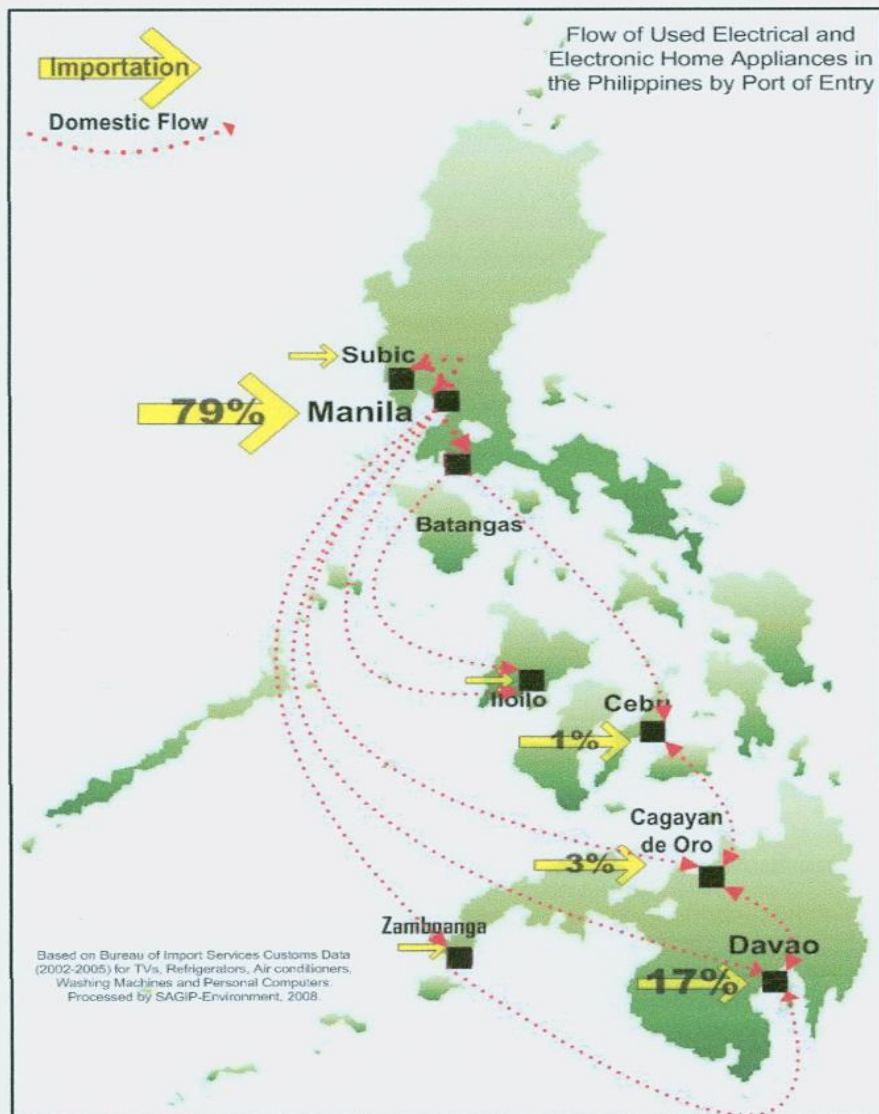 Flow of Used Electrical and
Electronic Home Appliances in
the Philippines by Port of Entry
Importation
Domestic Flow
Subic
79%
Manila
Batangas
Iloilo
Cebu
1%
Cagayan
de Oro
3%
Zamboanga
Davao
17%
Based on Bureau of Import Services Customs Data
(2002-2005) for TVs, Refrigerators, Air conditioners,
Washing Machines and Personal Computers.
Processed by SAGIP-Environment, 2008.